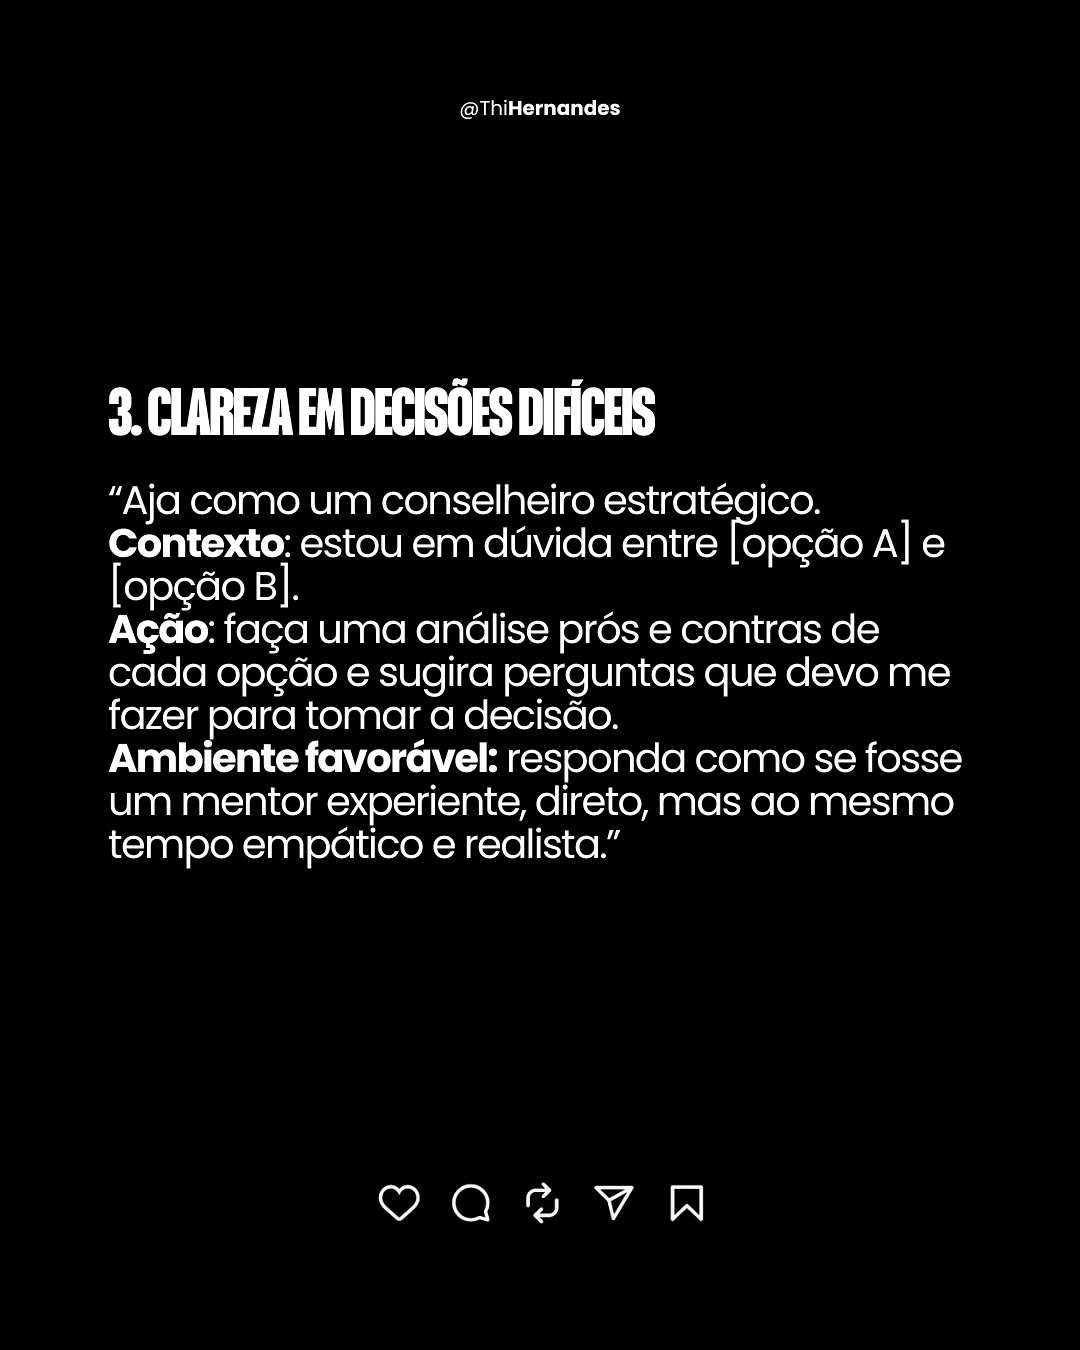 @ThiHernandes
3. CLAREZA EM DECISÕES DIFÍCEIS
“Aja como um conselheiro estratégico.
Contexto: estou em dúvida entre [opção A] e
[opção B].
Ação: faça uma análise prós e contras de
cada opção e sugira perguntas que devo me
fazer para tomar a decisão.
Ambiente favorável: responda como se fosse
um mentor experiente, direto, mas ao mesmo
tempo empático e realista.”